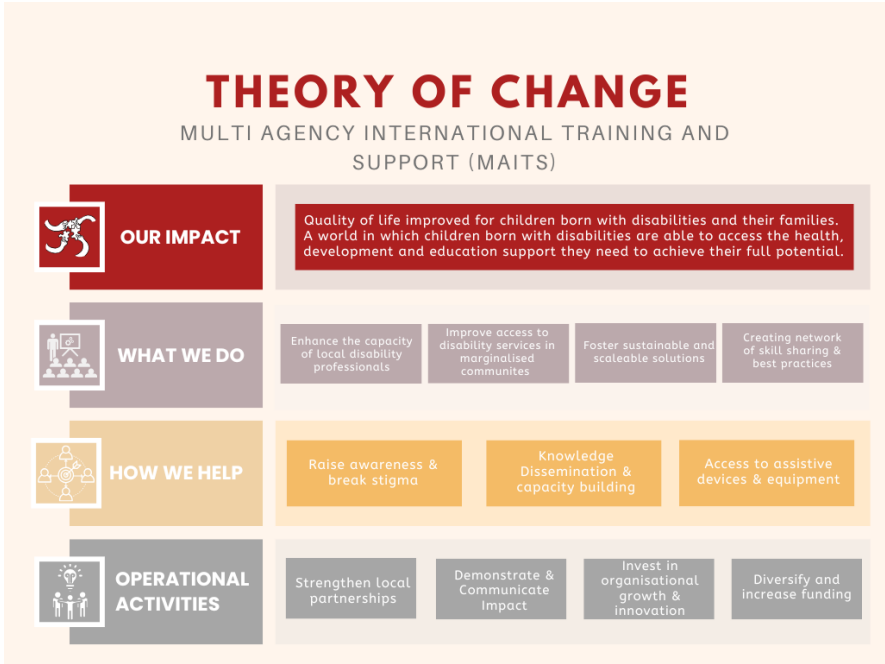 THEORY OF CHANGE
MULTI AGENCY INTERNATIONAL TRAINING AND
SUPPORT (MAITS)
OUR IMPACT
Quality of life improved for children born with disabilities and their families.
A world in which children born with disabilities are able to access the health,
development and education support they need to achieve their full potential.
WHAT WE DO
Enhance the capacity
of local disability
professionals
Improve access to
disability services in
marginalised
communites
Foster sustainable and
scaleable solutions
Creating network
of skill sharing &
best practices
HOW WE HELP
Raise awareness &
break stigma
Knowledge
Dissemination &
capacity building
Access to assistive
devices & equipment
OPERATIONAL
ACTIVITIES
Strengthen local
partnerships
Demonstrate &
Communicate
Impact
Invest in
organisational
growth &
innovation
Diversify and
increase funding